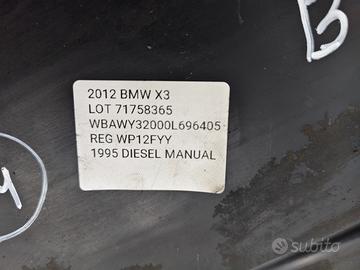 B
2012 BMW X3
LOT 71758365
WBAWY32000L696405
REG WP12FYY
1995 DIESEL MANUAL
subito